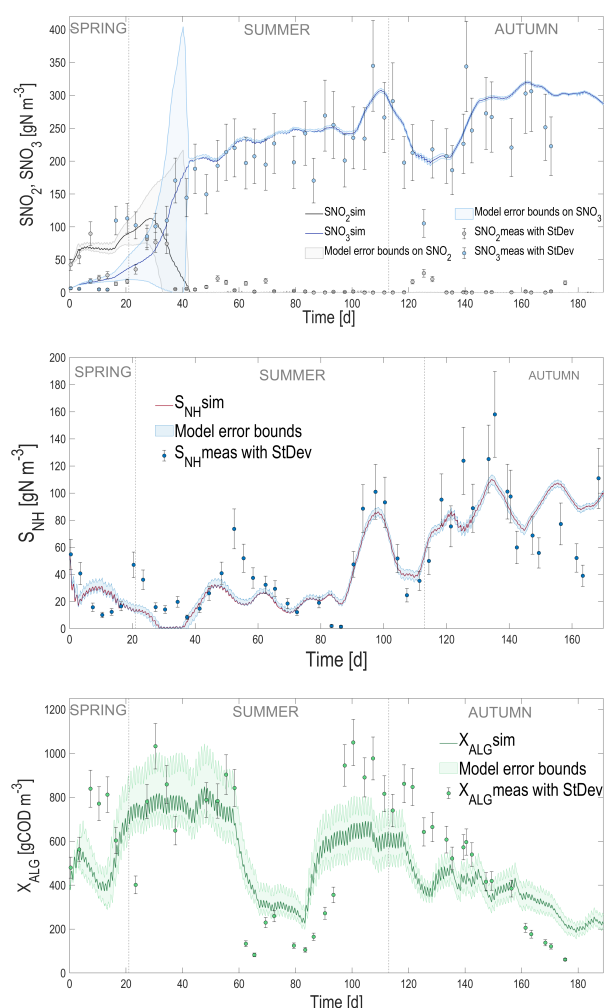 SPRING SUMMER AUTUMN
400
350
300
250
200
150
100
50
0
SNO2, SNO3 [gN m-3]
SNO2sim
SNO3sim
Model error bounds on SNO2
Model error bounds on SNO3
SNO2meas with StDev
SNO3meas with StDev
0 20 40 60 80 100 120 140 160 180
Time [d]
SPRING SUMMER AUTUMN
200
180
160
140
120
100
80
60
40
20
0
SNH [gN m-3]
SNHsim
Model error bounds
SNHmeas with StDev
0 20 40 60 80 100 120 140 160
Time [d]
SPRING SUMMER AUTUMN
1200
1000
800
600
400
200
0
XALG [gCOD m-3]
XALGsim
Model error bounds
XALGmeas with StDev
0 20 40 60 80 100 120 140 160 180
Time [d]